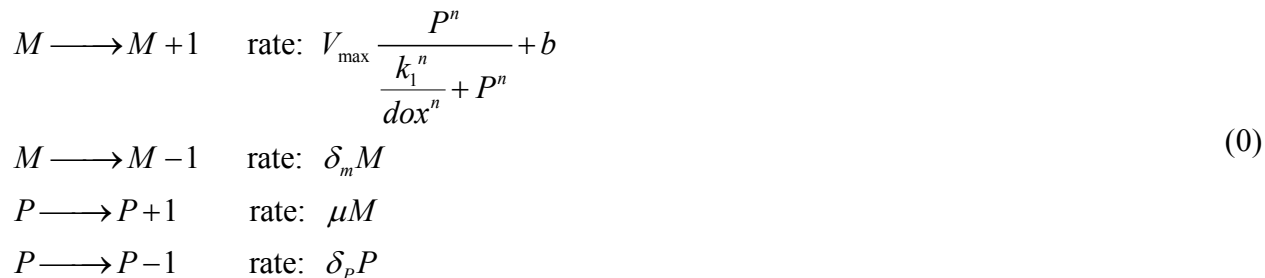 M ⟶ M +1 rate: V_max P^n / (k_1^n / dox^n + P^n) + b
M ⟶ M −1 rate: δ_m M
(0)
P ⟶ P+1 rate: μM
P ⟶ P−1 rate: δ_P P